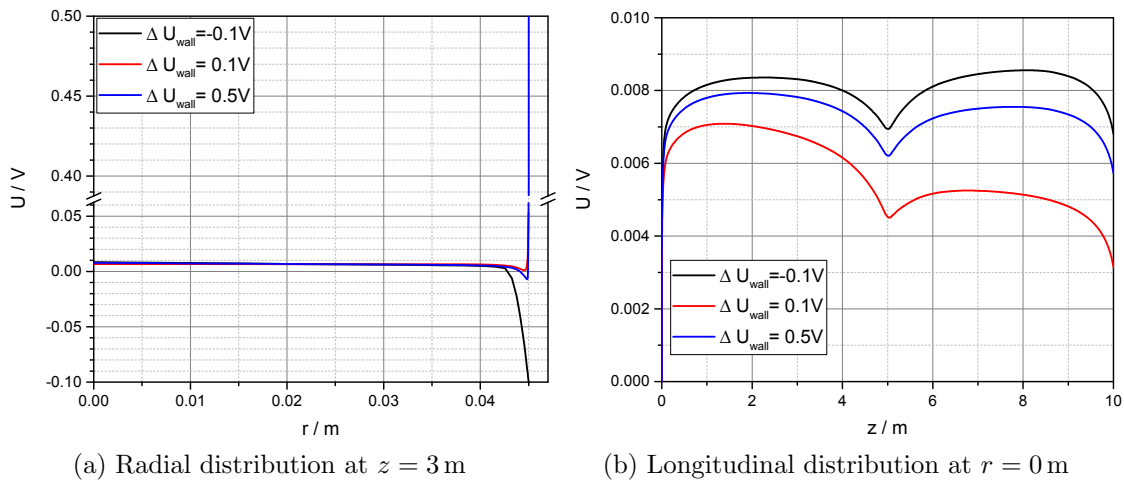 0.50
0.45
0.40
0.05
0.00
-0.05
-0.10
U / V
Δ U_wall=-0.1V
Δ U_wall= 0.1V
Δ U_wall= 0.5V
0.00 0.01 0.02 0.03 0.04
r / m
(a) Radial distribution at z = 3 m
0.010
0.008
0.006
0.004
0.002
0.000
U / V
Δ U_wall=-0.1V
Δ U_wall= 0.1V
Δ U_wall= 0.5V
0 2 4 6 8 10
z / m
(b) Longitudinal distribution at r = 0 m